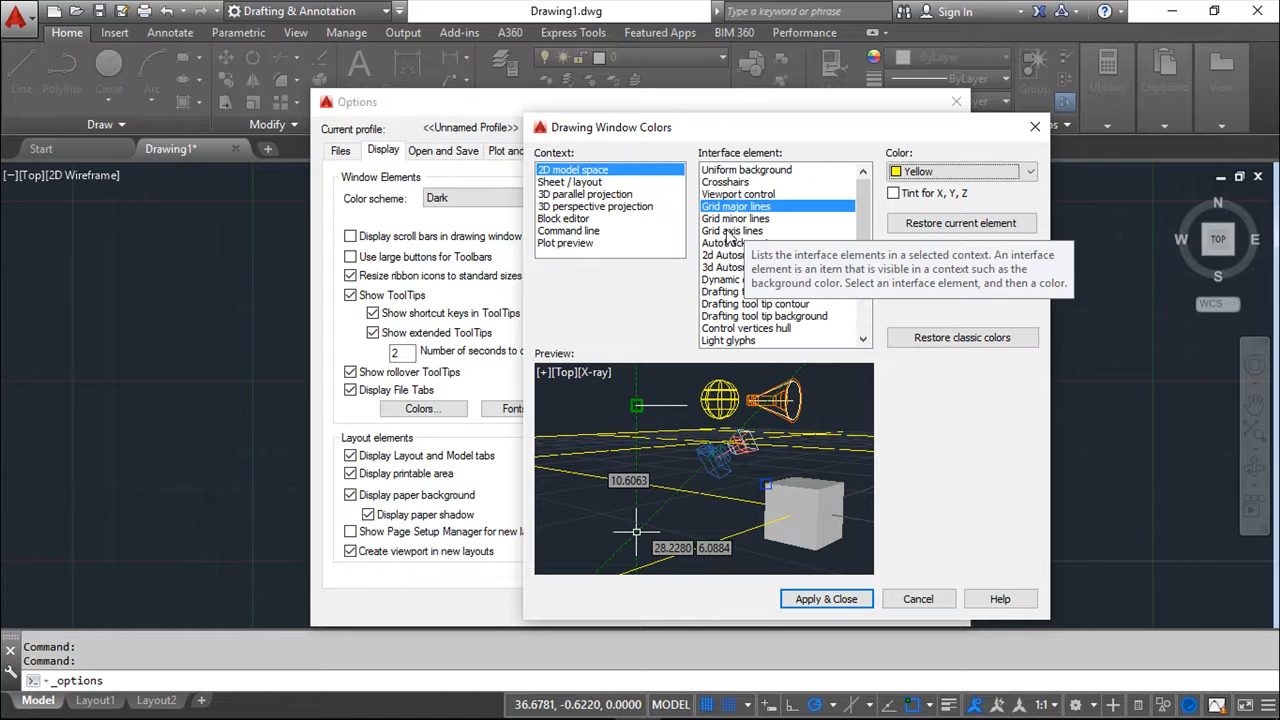 Drafting & Annotation
Drawing1.dwg
Type a keyword or phrase
Sign In
Home
Insert
Annotate
Parametric
View
Manage
Output
Add-ins
A360
Express Tools
Featured Apps
BIM 360
Performance
Line
Polyline
Circle
Arc
0
ByLayer
ByLayer
Group
Utilities
Clipboard
View
Draw
Modify
Start
Drawing1*
[−][Top][2D Wireframe]
Options
Current profile:
<<Unnamed Profile>>
Files
Display
Open and Save
Plot and
Window Elements
Color scheme:
Dark
Display scroll bars in drawing window
Use large buttons for Toolbars
Resize ribbon icons to standard sizes
Show ToolTips
Show shortcut keys in ToolTips
Show extended ToolTips
2
Number of seconds to
Show rollover ToolTips
Display File Tabs
Colors...
Layout elements
Display Layout and Model tabs
Display printable area
Display paper background
Display paper shadow
Show Page Setup Manager for new
Create viewport in new layouts
Drawing Window Colors
Context:
2D model space
Sheet / layout
3D parallel projection
3D perspective projection
Block editor
Command line
Plot preview
Interface element:
Uniform background
Crosshairs
Viewport control
Grid major lines
Grid minor lines
Grid axis lines
2d
3d
Dynamic
Drafting
Drafting tool tip contour
Drafting tool tip background
Control vertices hull
Light glyphs
Color:
Yellow
Tint for X, Y, Z
Restore current element
Lists the interface elements in a selected context. An interface
element is an item that is visible in a context such as the
background color. Select an interface element, and then a color.
Restore classic colors
Preview:
[+][Top][X-ray]
10.6063
28.2280
6.0884
Apply & Close
Cancel
Help
N
W
TOP
E
S
WCS
Command:
Command:
_options
Model
Layout1
Layout2
36.6781, -0.6220, 0.0000
MODEL
1:1